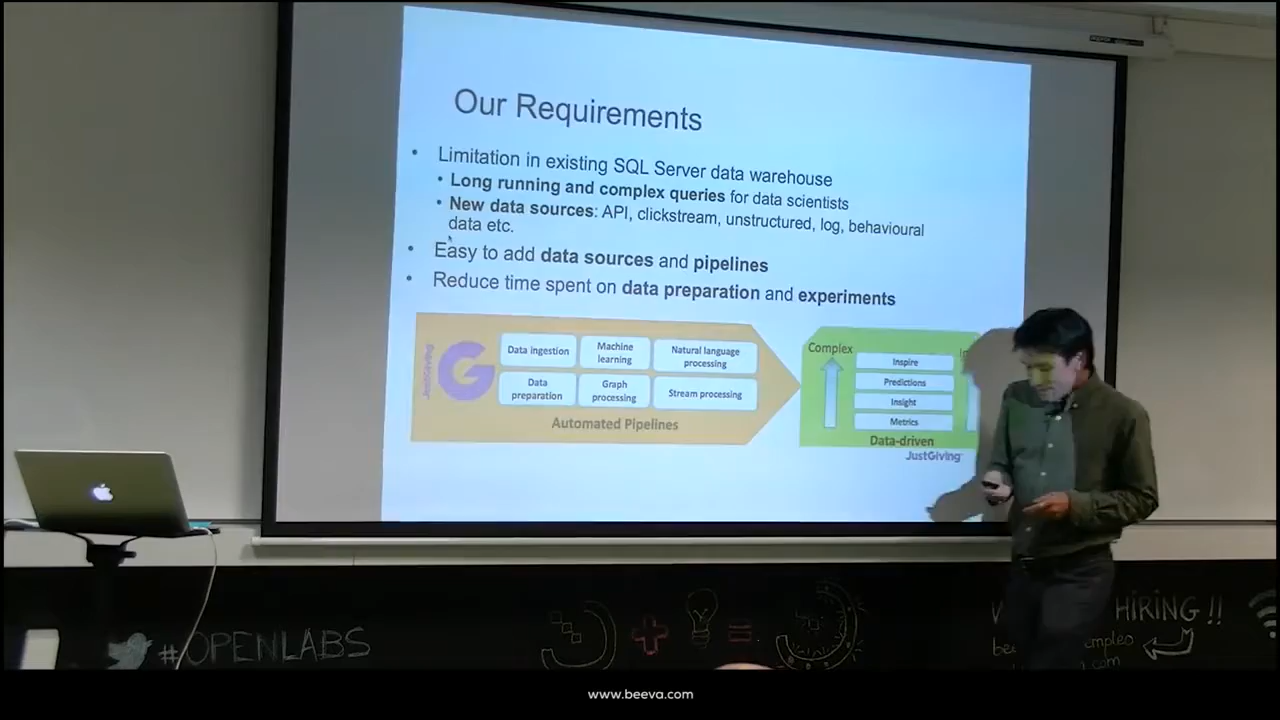 Our Requirements
• Limitation in existing SQL Server data warehouse
• Long running and complex queries for data scientists
• New data sources: API, clickstream, unstructured, log, behavioural
data etc.
• Easy to add data sources and pipelines
• Reduce time spent on data preparation and experiments
JustGiving
G
Data ingestion
Machine
learning
Natural language
processing
Data
preparation
Graph
processing
Stream processing
Automated Pipelines
Complex
Inspire
Predictions
Insight
Metrics
Data-driven
JustGiving
#OPENLABS
HIRING !!
www.beeva.com